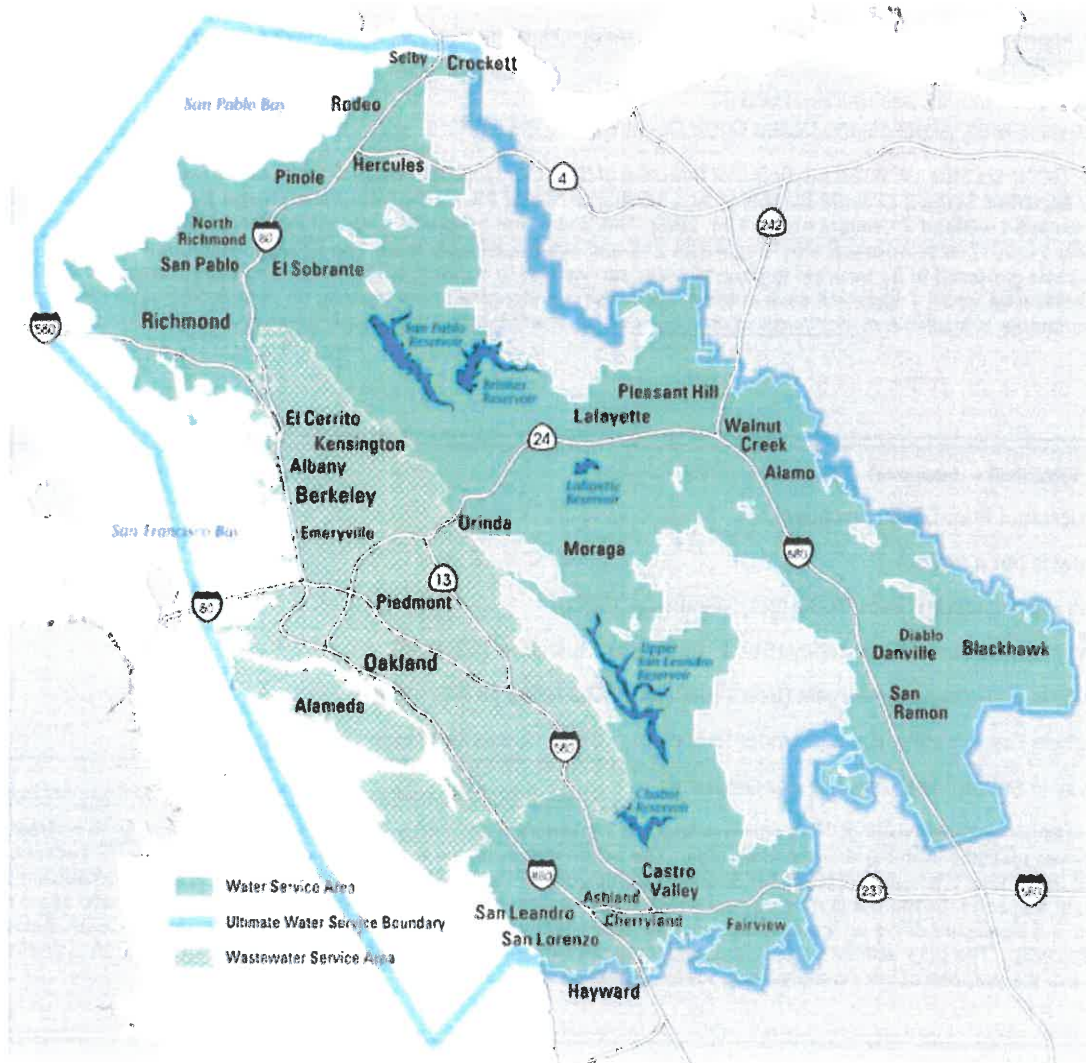 Selby
Crockett
San Pablo Bay
Rodeo
Hercules
4
Pinole
242
North
Richmond
80
San Pablo
El Sobrante
Richmond
580
San Pablo
Reservoir
Briones
Reservoir
Pleasant Hill
Lafayette
El Cerrito
Kensington
24
Walnut
Creek
Albany
Alamo
Berkeley
Lafayette
Reservoir
San Francisco Bay
Emeryville
Orinda
Moraga
680
13
80
Piedmont
Diablo
Danville
Blackhawk
Oakland
Upper
San Leandro
Reservoir
Alameda
San
Ramon
580
Chabot
Reservoir
Castro
Valley
880
Ashland
Water Service Area
San Leandro
Cherryland
Fairview
Ultimate Water Service Boundary
San Lorenzo
Wastewater Service Area
Hayward
580